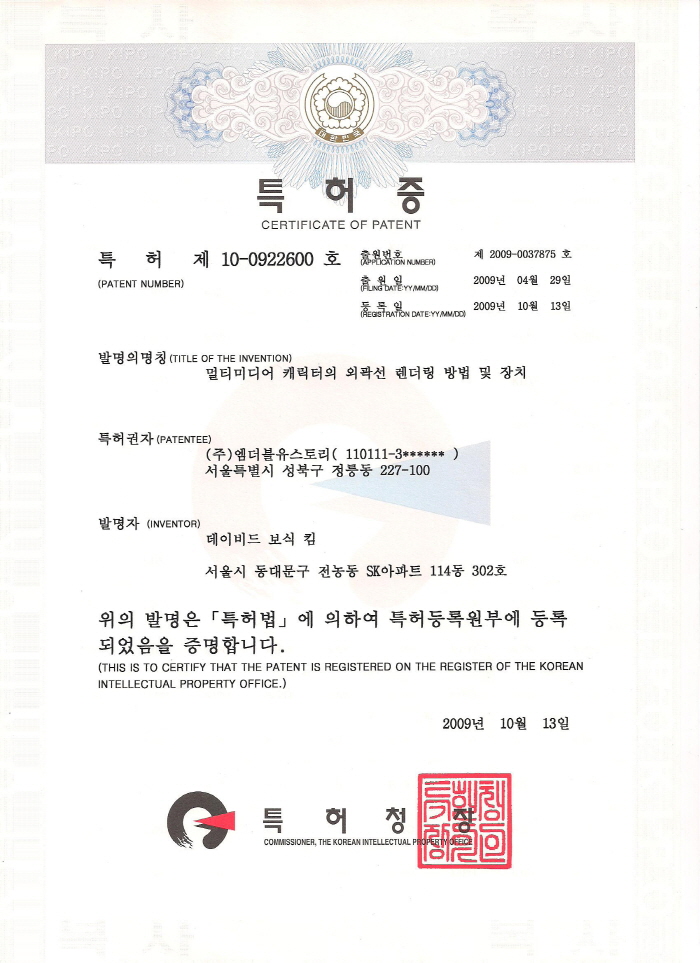 대한민국
특 허 증
CERTIFICATE OF PATENT
특 허 제 10-0922600 호
(PATENT NUMBER)
출원번호 제 2009-0037875 호
(APPLICATION NUMBER)
출 원 일 2009년 04월 29일
(FILING DATE:YY/MM/DD)
등 록 일 2009년 10월 13일
(REGISTRATION DATE:YY/MM/DD)
발명의명칭 (TITLE OF THE INVENTION)
멀티미디어 캐릭터의 외곽선 렌더링 방법 및 장치
특허권자 (PATENTEE)
(주)엠더블유스토리( 110111-3****** )
서울특별시 성북구 정릉동 227-100
발명자 (INVENTOR)
데이비드 보식 킴
서울시 동대문구 전농동 SK아파트 114동 302호
위의 발명은 「특허법」에 의하여 특허등록원부에 등록
되었음을 증명합니다.
(THIS IS TO CERTIFY THAT THE PATENT IS REGISTERED ON THE REGISTER OF THE KOREAN
INTELLECTUAL PROPERTY OFFICE.)
2009년 10월 13일
특 허 청 장
COMMISSIONER, THE KOREAN INTELLECTUAL PROPERTY OFFICE